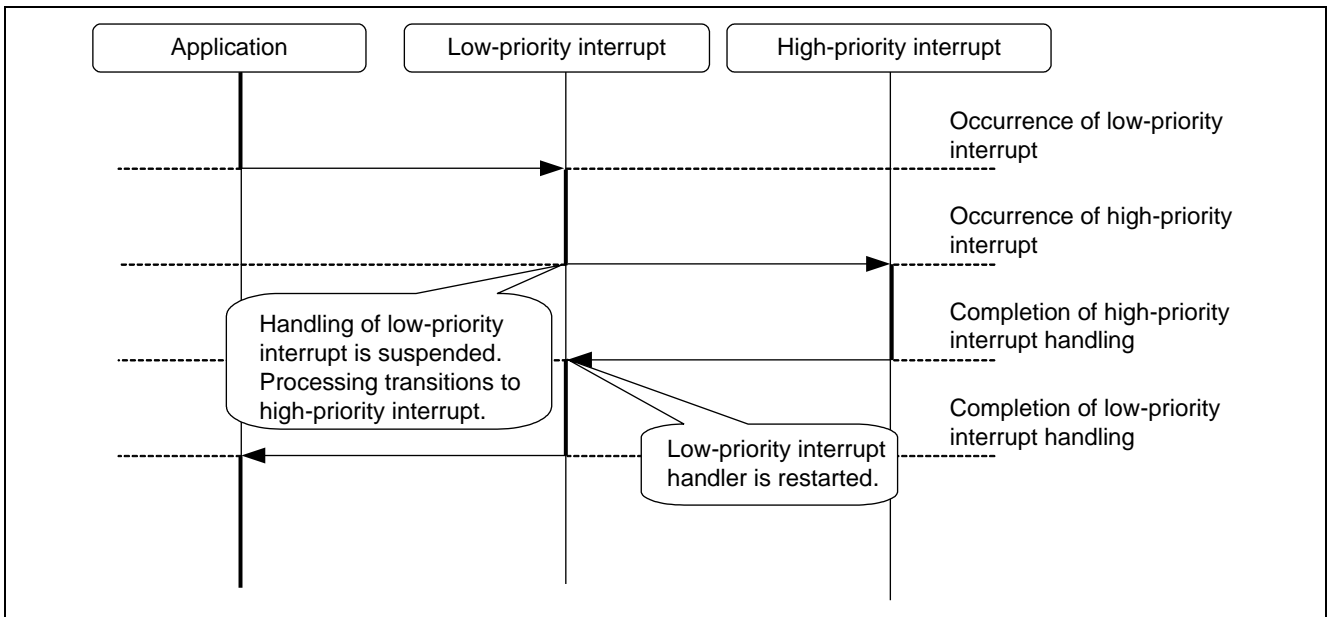 Application
Low-priority interrupt
High-priority interrupt
Occurrence of low-priority
interrupt
Occurrence of high-priority
interrupt
Handling of low-priority
interrupt is suspended.
Processing transitions to
high-priority interrupt.
Completion of high-priority
interrupt handling
Completion of low-priority
interrupt handling
Low-priority interrupt
handler is restarted.